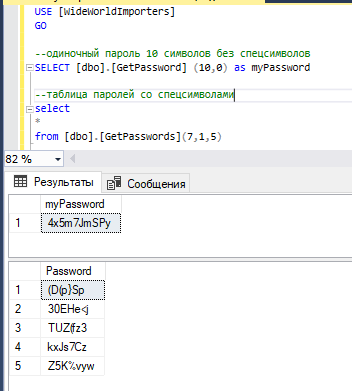 USE [WideWorldImporters]
GO
--одиночный пароль 10 символов без спецсимволов
SELECT [dbo].[GetPassword] (10,0) as myPassword
--таблица паролей со спецсимволами
select
*
from [dbo].[GetPasswords](7,1,5)
82 %
Результаты Сообщения
myPassword
1 4x5m7JmSPy
Password
1 (D(p}Sp
2 30EHe<j
3 TUZ(fz3
4 kxJs7Cz
5 Z5K%vyw